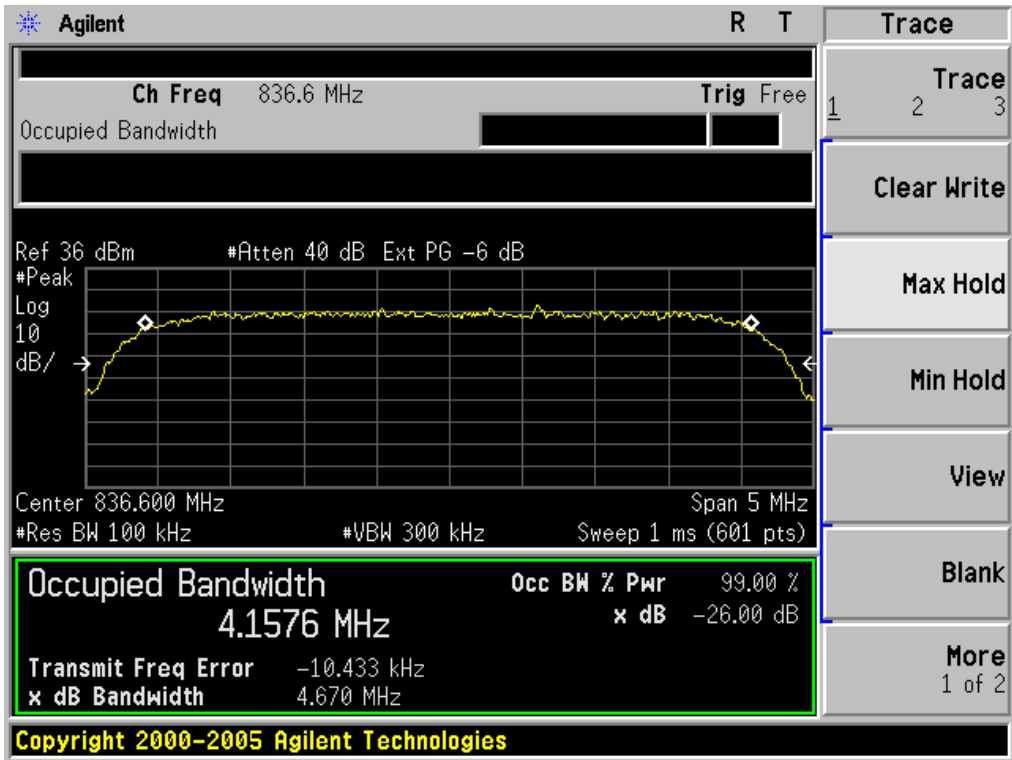 Agilent R T Trace
Ch Freq 836.6 MHz Trig Free
Occupied Bandwidth
Trace
1 2 3
Clear Write
Max Hold
Min Hold
View
Blank
More
1 of 2
Ref 36 dBm #Atten 40 dB Ext PG -6 dB
#Peak
Log
10
dB/
Center 836.600 MHz Span 5 MHz
#Res BW 100 kHz #VBW 300 kHz Sweep 1 ms (601 pts)
Occupied Bandwidth Occ BW % Pwr 99.00 %
4.1576 MHz x dB -26.00 dB
Transmit Freq Error -10.433 kHz
x dB Bandwidth 4.670 MHz
Copyright 2000-2005 Agilent Technologies